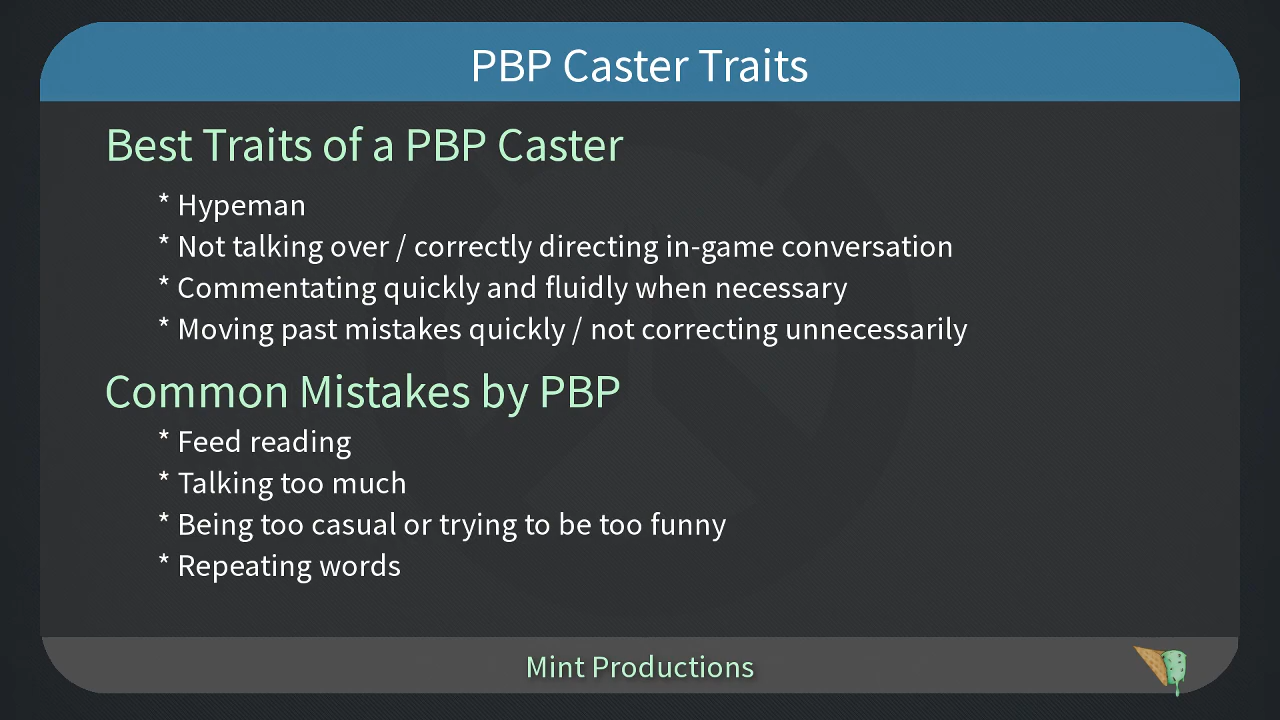 PBP Caster Traits
Best Traits of a PBP Caster
* Hypeman
* Not talking over / correctly directing in-game conversation
* Commentating quickly and fluidly when necessary
* Moving past mistakes quickly / not correcting unnecessarily
Common Mistakes by PBP
* Feed reading
* Talking too much
* Being too casual or trying to be too funny
* Repeating words
Mint Productions